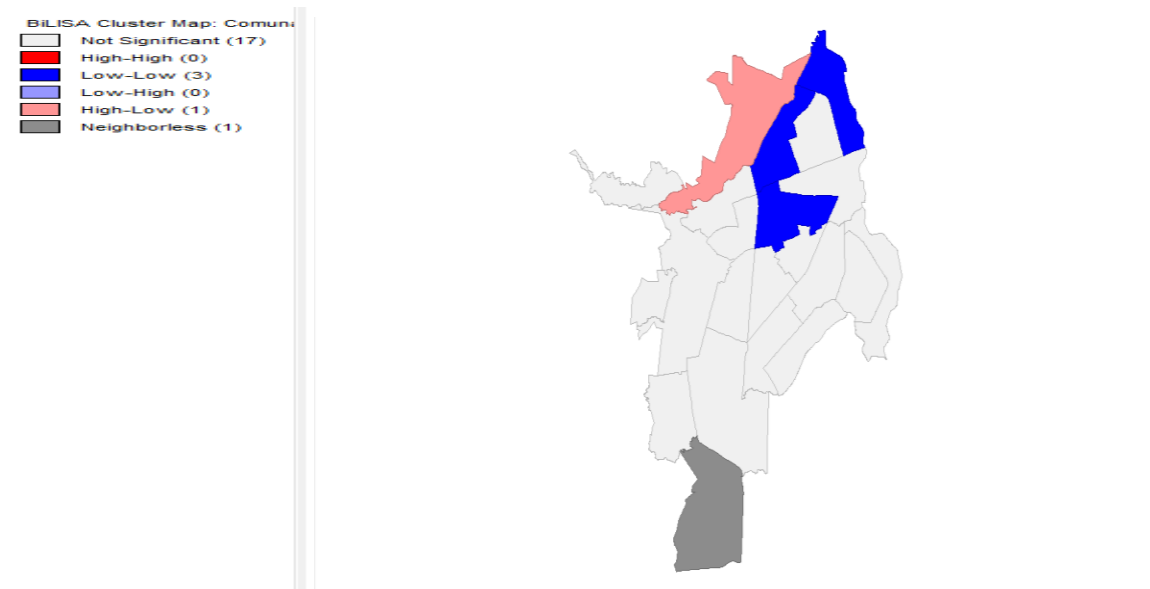 BiLISA Cluster Map: Comuna
Not Significant (17)
High-High (0)
Low-Low (3)
Low-High (0)
High-Low (1)
Neighborless (1)